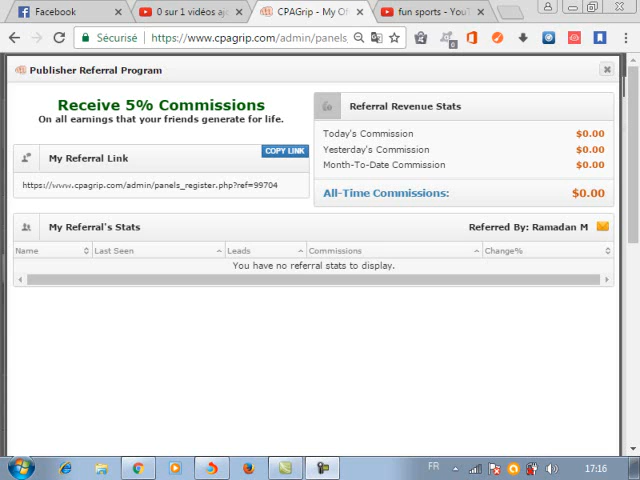 Facebook
0 sur 1 vidéos ajo
CPAGrip - My Of
fun sports - YouT
Sécurisé
https://www.cpagrip.com/admin/panels_
Publisher Referral Program
Receive 5% Commissions
On all earnings that your friends generate for life.
My Referral Link
COPY LINK
https://www.cpagrip.com/admin/panels_register.php?ref=99704
Referral Revenue Stats
Today's Commission $0.00
Yesterday's Commission $0.00
Month-To-Date Commission $0.00
All-Time Commissions: $0.00
My Referral's Stats
Referred By: Ramadan M
Name Last Seen Leads Commissions Change%
You have no referral stats to display.
FR
17:16